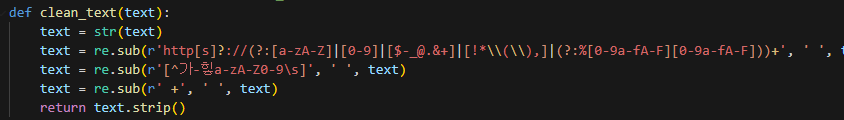 def clean_text(text):
    text = str(text)
    text = re.sub(r'http[s]?://(?:[a-zA-Z]|[0-9]|[$-_@.&+]|[!*\\(\\),]|(?:%[0-9a-fA-F][0-9a-fA-F]))+', ' ', t
    text = re.sub(r'[^가-힣a-zA-Z0-9\s]', ' ', text)
    text = re.sub(r' +', ' ', text)
    return text.strip()